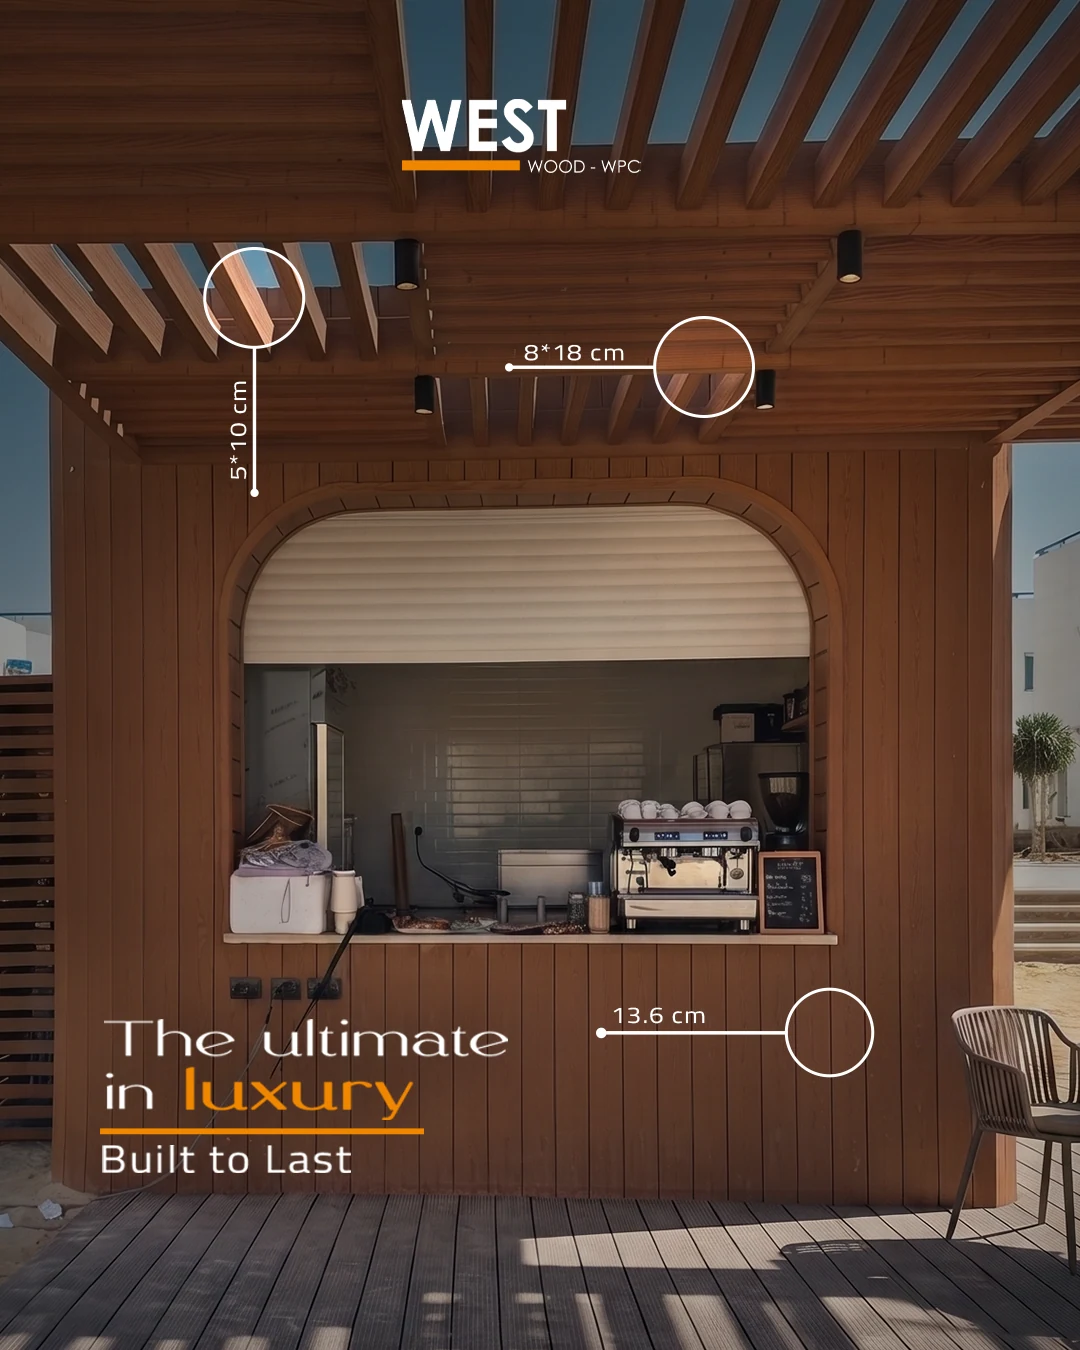 WEST
WOOD - WPC
5*10 cm
8*18 cm
13.6 cm
The ultimate
in luxury
Built to Last